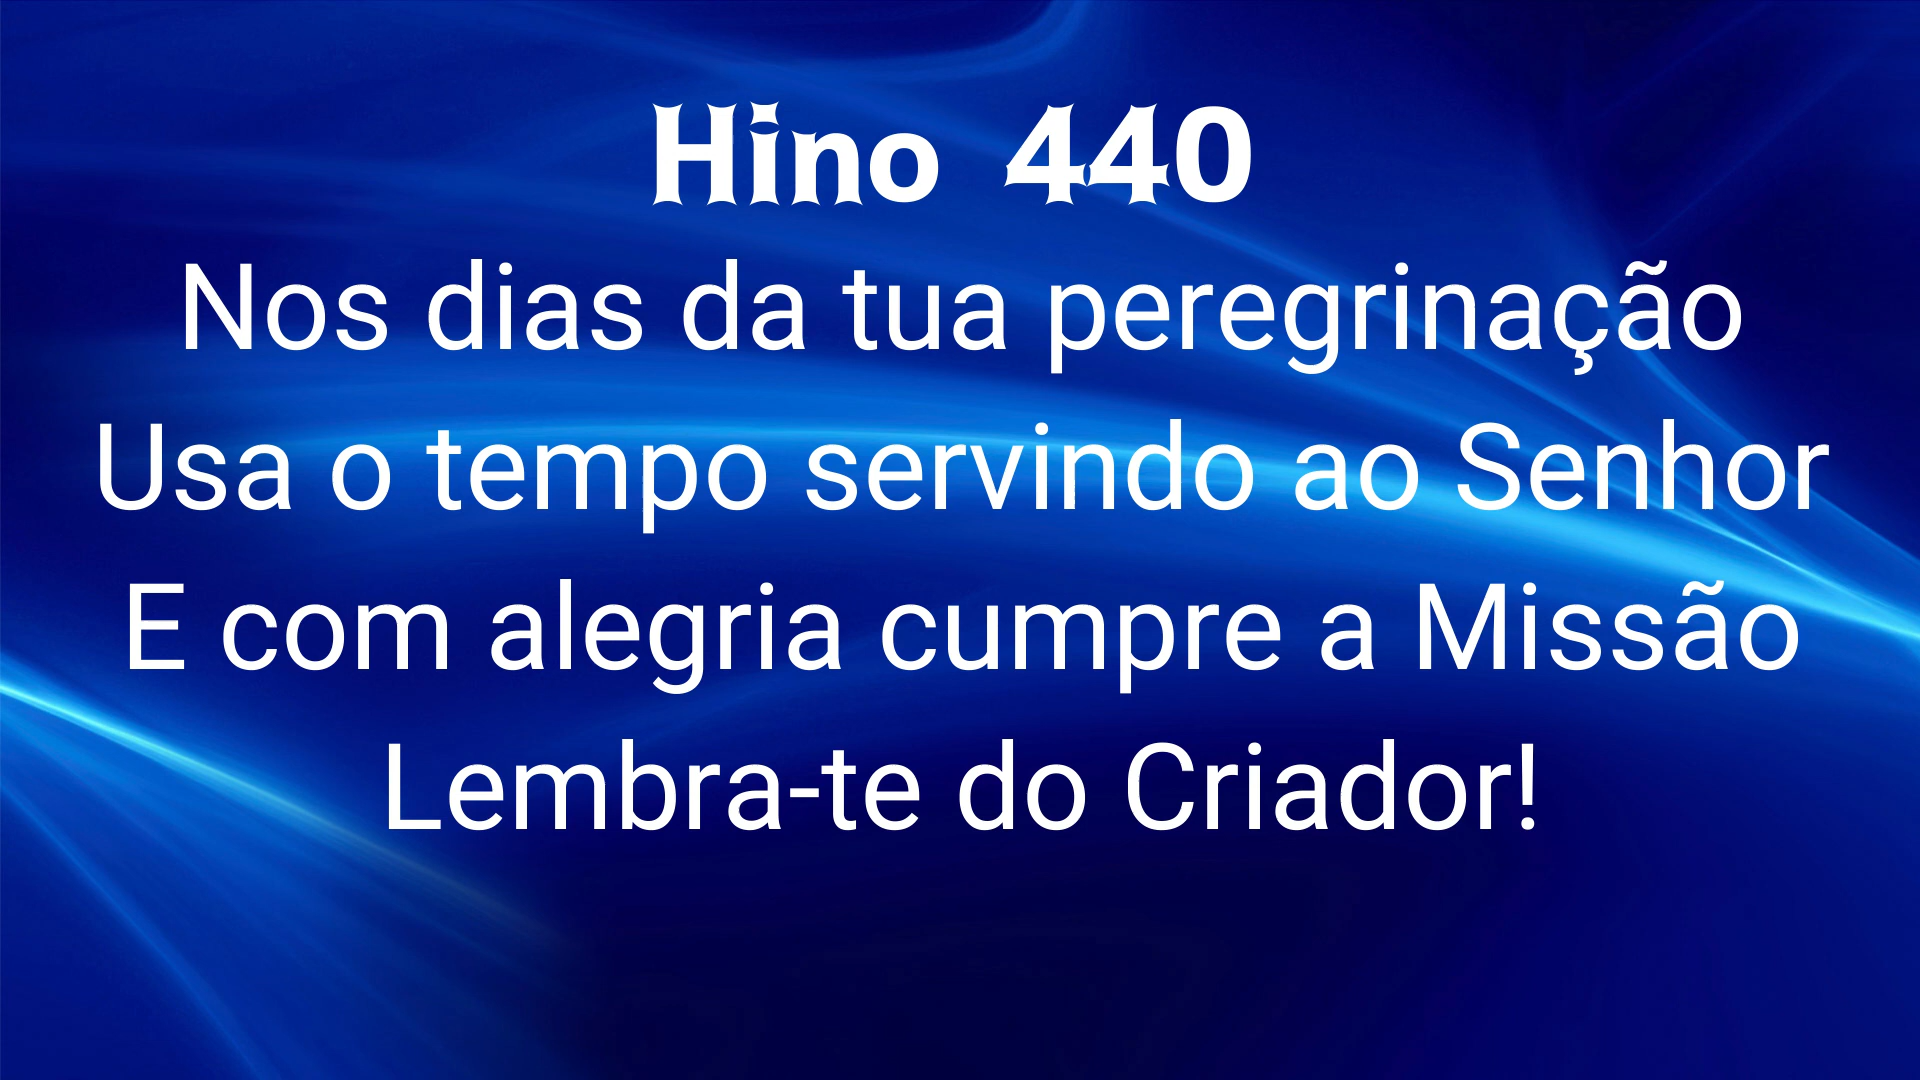 Hino 440
Nos dias da tua peregrinação
Usa o tempo servindo ao Senhor
E com alegria cumpre a Missão
Lembra-te do Criador!